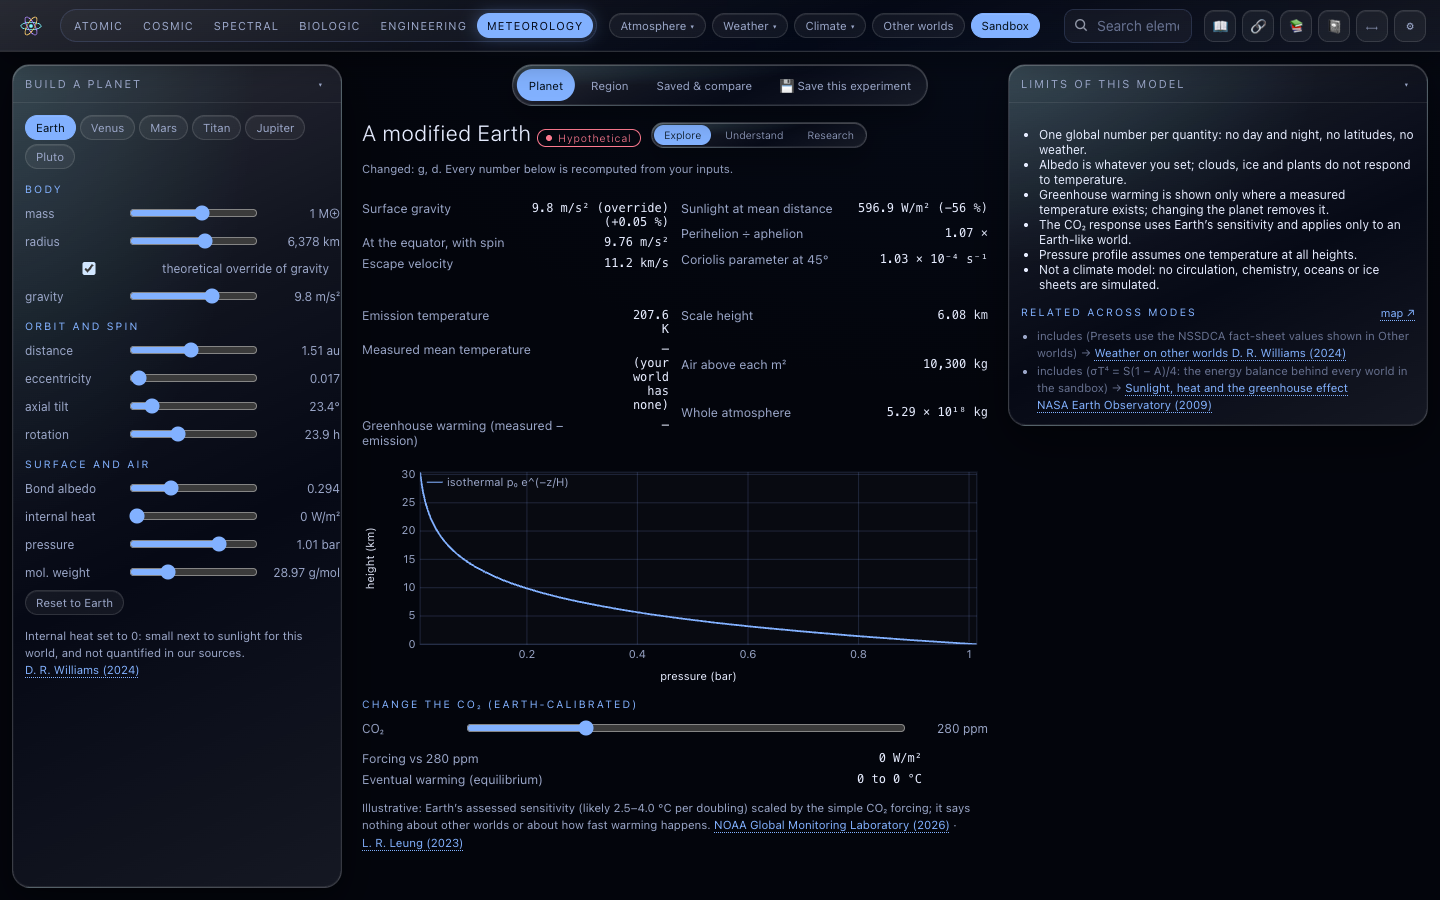 ATOMIC COSMIC SPECTRAL BIOLOGIC ENGINEERING METEOROLOGY Atmosphere ▾ Weather ▾ Climate ▾ Other worlds Sandbox
BUILD A PLANET
Earth Venus Mars Titan Jupiter
Pluto
BODY
mass 1 M⊕
radius 6,378 km
theoretical override of gravity
gravity 9.8 m/s²
ORBIT AND SPIN
distance 1.51 au
eccentricity 0.017
axial tilt 23.4°
rotation 23.9 h
SURFACE AND AIR
Bond albedo 0.294
internal heat 0 W/m²
pressure 1.01 bar
mol. weight 28.97 g/mol
Reset to Earth
Internal heat set to 0: small next to sunlight for this
world, and not quantified in our sources.
D. R. Williams (2024)
Planet Region Saved & compare 💾 Save this experiment
A modified Earth Hypothetical Explore Understand Research
Changed: g, d. Every number below is recomputed from your inputs.
Surface gravity 9.8 m/s² (override)
(+0.05 %)
At the equator, with spin 9.76 m/s²
Escape velocity 11.2 km/s
Sunlight at mean distance 596.9 W/m² (−56 %)
Perihelion ÷ aphelion 1.07 ×
Coriolis parameter at 45° 1.03 × 10⁻⁴ s⁻¹
Emission temperature 207.6
K
Measured mean temperature —
(your
world
has
none)
Greenhouse warming (measured − —
emission)
Scale height 6.08 km
Air above each m² 10,300 kg
Whole atmosphere 5.29 × 10¹⁸ kg
isothermal p₀ e^(−z/H)
30
25
20
15
10
5
0
height (km)
0.2 0.4 0.6 0.8 1
pressure (bar)
CHANGE THE CO₂ (EARTH-CALIBRATED)
CO₂ 280 ppm
Forcing vs 280 ppm 0 W/m²
Eventual warming (equilibrium) 0 to 0 °C
Illustrative: Earth's assessed sensitivity (likely 2.5–4.0 °C per doubling) scaled by the simple CO₂ forcing; it says
nothing about other worlds or about how fast warming happens. NOAA Global Monitoring Laboratory (2026) ·
L. R. Leung (2023)
LIMITS OF THIS MODEL
• One global number per quantity: no day and night, no latitudes, no
weather.
• Albedo is whatever you set; clouds, ice and plants do not respond
to temperature.
• Greenhouse warming is shown only where a measured
temperature exists; changing the planet removes it.
• The CO₂ response uses Earth's sensitivity and applies only to an
Earth-like world.
• Pressure profile assumes one temperature at all heights.
• Not a climate model: no circulation, chemistry, oceans or ice
sheets are simulated.
RELATED ACROSS MODES map ↗
• includes (Presets use the NSSDCA fact-sheet values shown in Other
worlds) → Weather on other worlds D. R. Williams (2024)
• includes (σT⁴ = S(1 − A)/4: the energy balance behind every world in
the sandbox) → Sunlight, heat and the greenhouse effect
NASA Earth Observatory (2009)